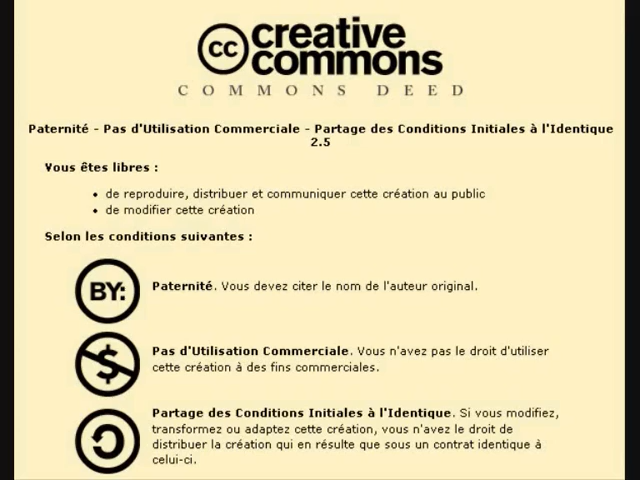 cc creative
commons
COMMONS DEED
Paternité - Pas d'Utilisation Commerciale - Partage des Conditions Initiales à l'Identique
2.5
Vous êtes libres :
• de reproduire, distribuer et communiquer cette création au public
• de modifier cette création
Selon les conditions suivantes :
BY:
Paternité. Vous devez citer le nom de l'auteur original.
$
Pas d'Utilisation Commerciale. Vous n'avez pas le droit d'utiliser
cette création à des fins commerciales.
Partage des Conditions Initiales à l'Identique. Si vous modifiez,
transformez ou adaptez cette création, vous n'avez le droit de
distribuer la création qui en résulte que sous un contrat identique à
celui-ci.